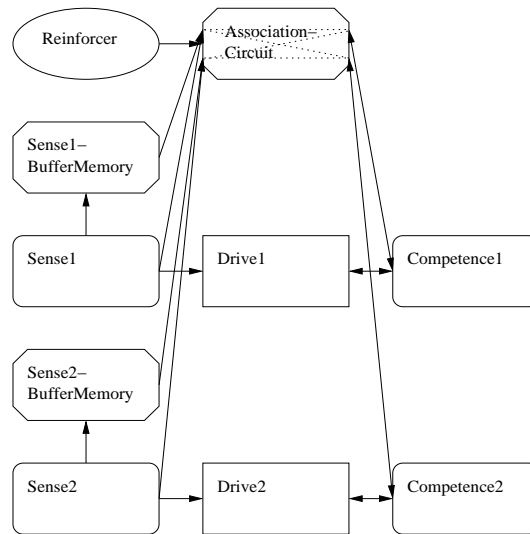 Reinforcer
Association–
Circuit
Sense1–
BufferMemory
Sense1
Drive1
Competence1
Sense2–
BufferMemory
Sense2
Drive2
Competence2